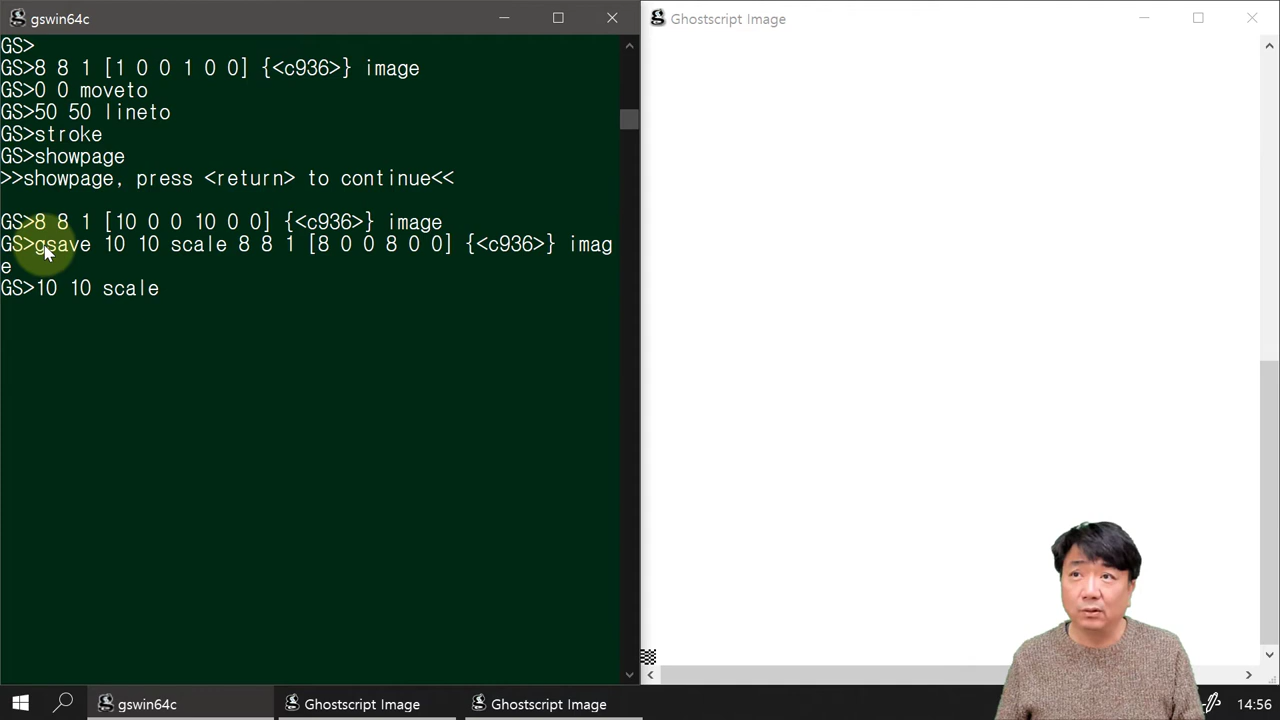 gswin64c
Ghostscript Image
GS>
GS>8 8 1 [1 0 0 1 0 0] {<c936>} image
GS>0 0 moveto
GS>50 50 lineto
GS>stroke
GS>showpage
>>showpage, press <return> to continue<<
GS>8 8 1 [10 0 0 10 0 0] {<c936>} image
GS>gsave 10 10 scale 8 8 1 [8 0 0 8 0 0] {<c936>} imag
e
GS>10 10 scale
gswin64c
Ghostscript Image
Ghostscript Image
14:56